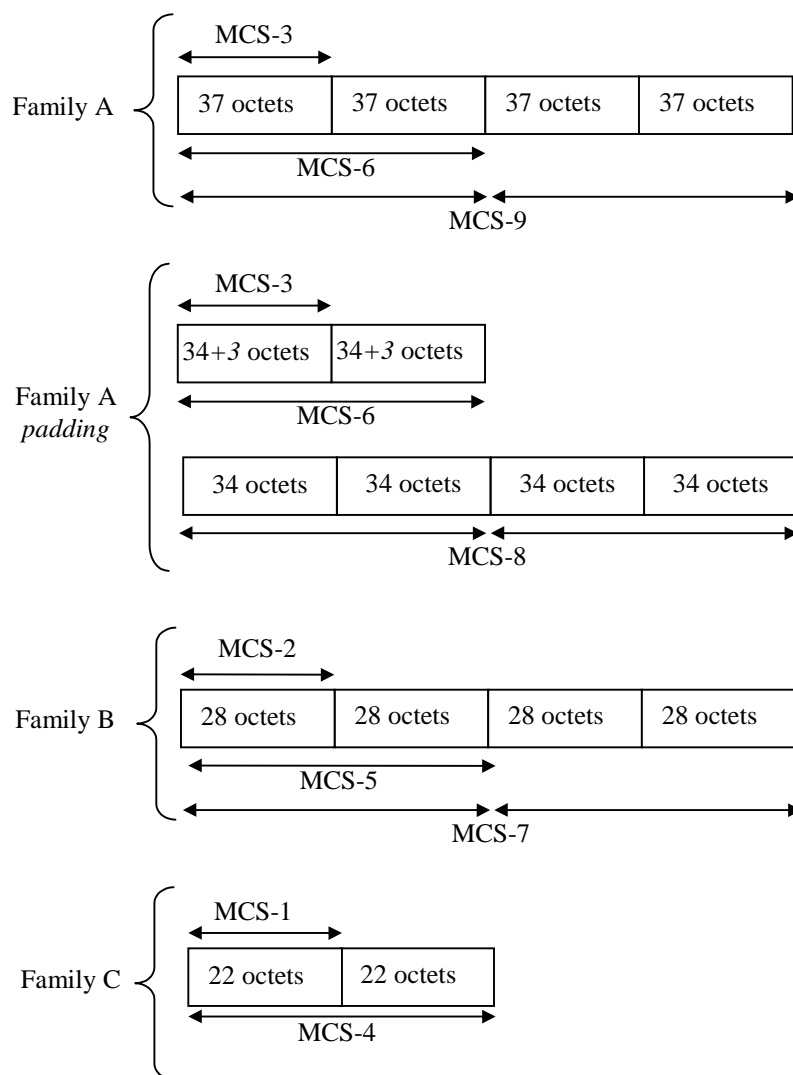 MCS-3
Family A
37 octets 37 octets 37 octets 37 octets
MCS-6
MCS-9
MCS-3
34+3 octets 34+3 octets
Family A
padding
MCS-6
34 octets 34 octets 34 octets 34 octets
MCS-8
MCS-2
Family B
28 octets 28 octets 28 octets 28 octets
MCS-5
MCS-7
MCS-1
Family C
22 octets 22 octets
MCS-4